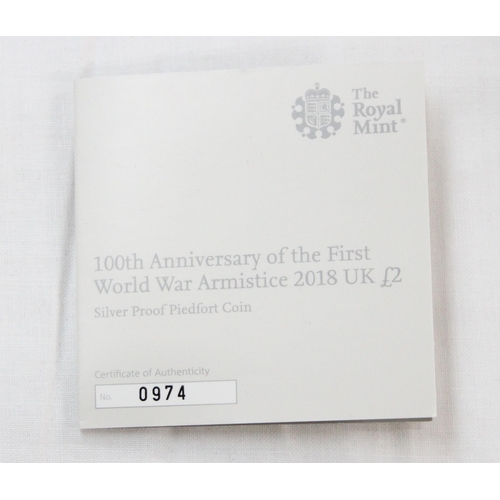 The
Royal
Mint®
100th Anniversary of the First
World War Armistice 2018 UK £2
Silver Proof Piedfort Coin
Certificate of Authenticity
No. 0974